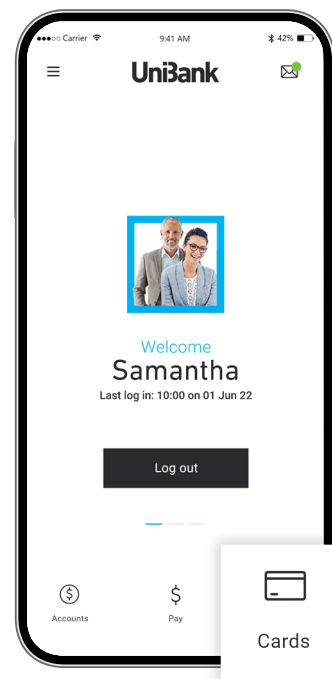 Carrier 9:41 AM 42%
UniBank
Welcome
Samantha
Last log in: 10:00 on 01 Jun 22
Log out
Accounts Pay Cards